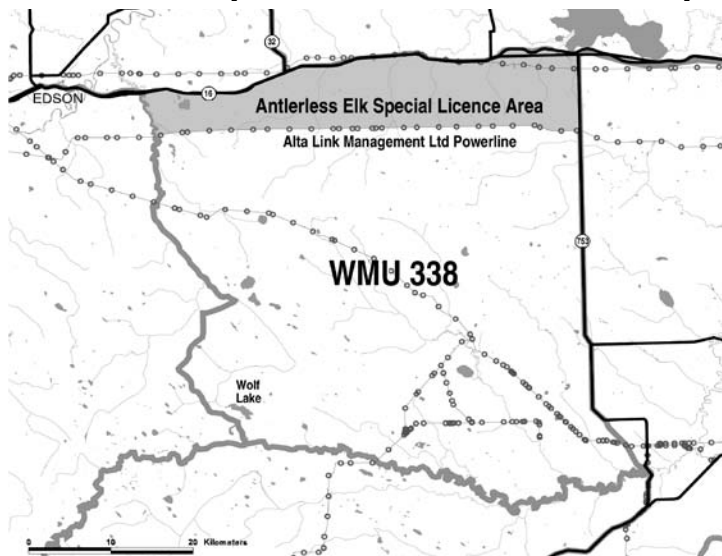 32
EDSON
16
Antlerless Elk Special Licence Area
Alta Link Management Ltd Powerline
753
WMU 338
Wolf
Lake
0 10 20 Kilometers